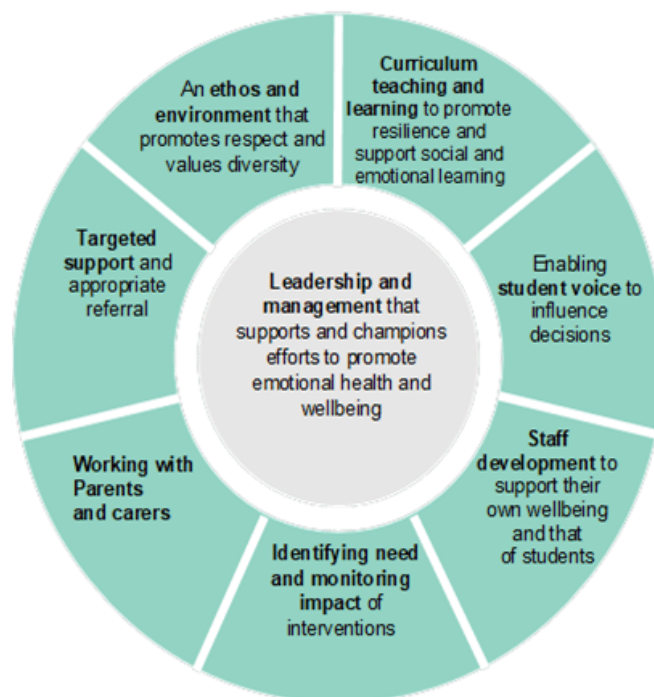 An ethos and
environment that
promotes respect and
values diversity
Curriculum
teaching and
learning to promote
resilience and
support social and
emotional learning
Enabling
student voice to
influence
decisions
Staff
development to
support their
own wellbeing
and that
of students
Identifying need
and monitoring
impact of
interventions
Working with
Parents
and carers
Targeted
support and
appropriate
referral
Leadership and
management that
supports and champions
efforts to promote
emotional health and
wellbeing